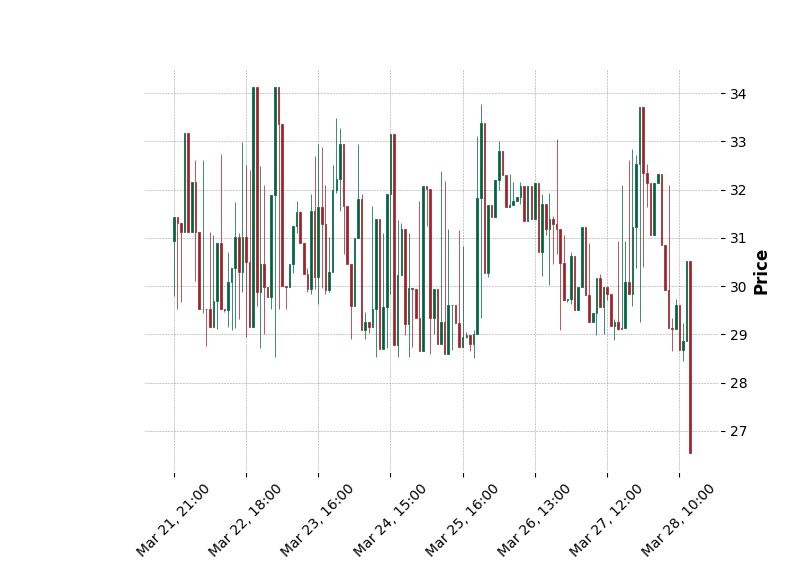 34
33
32
31
30
29
28
27
Price
Mar 21, 21:00
Mar 22, 18:00
Mar 23, 16:00
Mar 24, 15:00
Mar 25, 16:00
Mar 26, 13:00
Mar 27, 12:00
Mar 28, 10:00